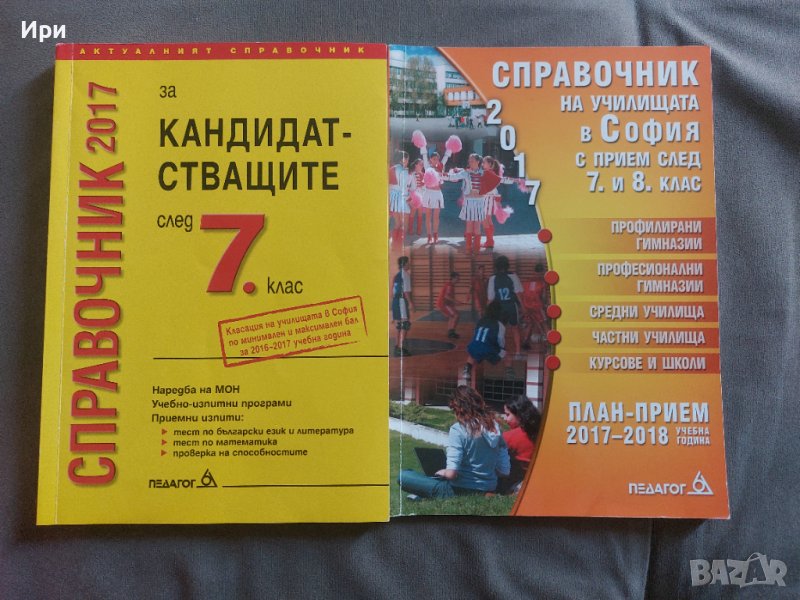 Ири
АКТУАЛНИЯТ СПРАВОЧНИК
СПРАВОЧНИК 2017
за
КАНДИДАТ-
СТВАЩИТЕ
след
7.
клас
Класация на училищата в София
по минимален и максимален бал
за 2016-2017 учебна година
Наредба на МОН
Учебно-изпитни програми
Приемни изпити:
тест по български език и литература
тест по математика
проверка на способностите
ПЕДАГОГ 6
СПРАВОЧНИК
НА УЧИЛИЩАТА
В СОФИЯ
С ПРИЕМ СЛЕД
7. И 8. КЛАС
2017
ПРОФИЛИРАНИ
ГИМНАЗИИ
ПРОФЕСИОНАЛНИ
ГИМНАЗИИ
СРЕДНИ УЧИЛИЩА
ЧАСТНИ УЧИЛИЩА
КУРСОВЕ И ШКОЛИ
ПЛАН-ПРИЕМ
2017–2018 УЧЕБНА ГОДИНА
ПЕДАГОГ 6
12
11
BAZAR